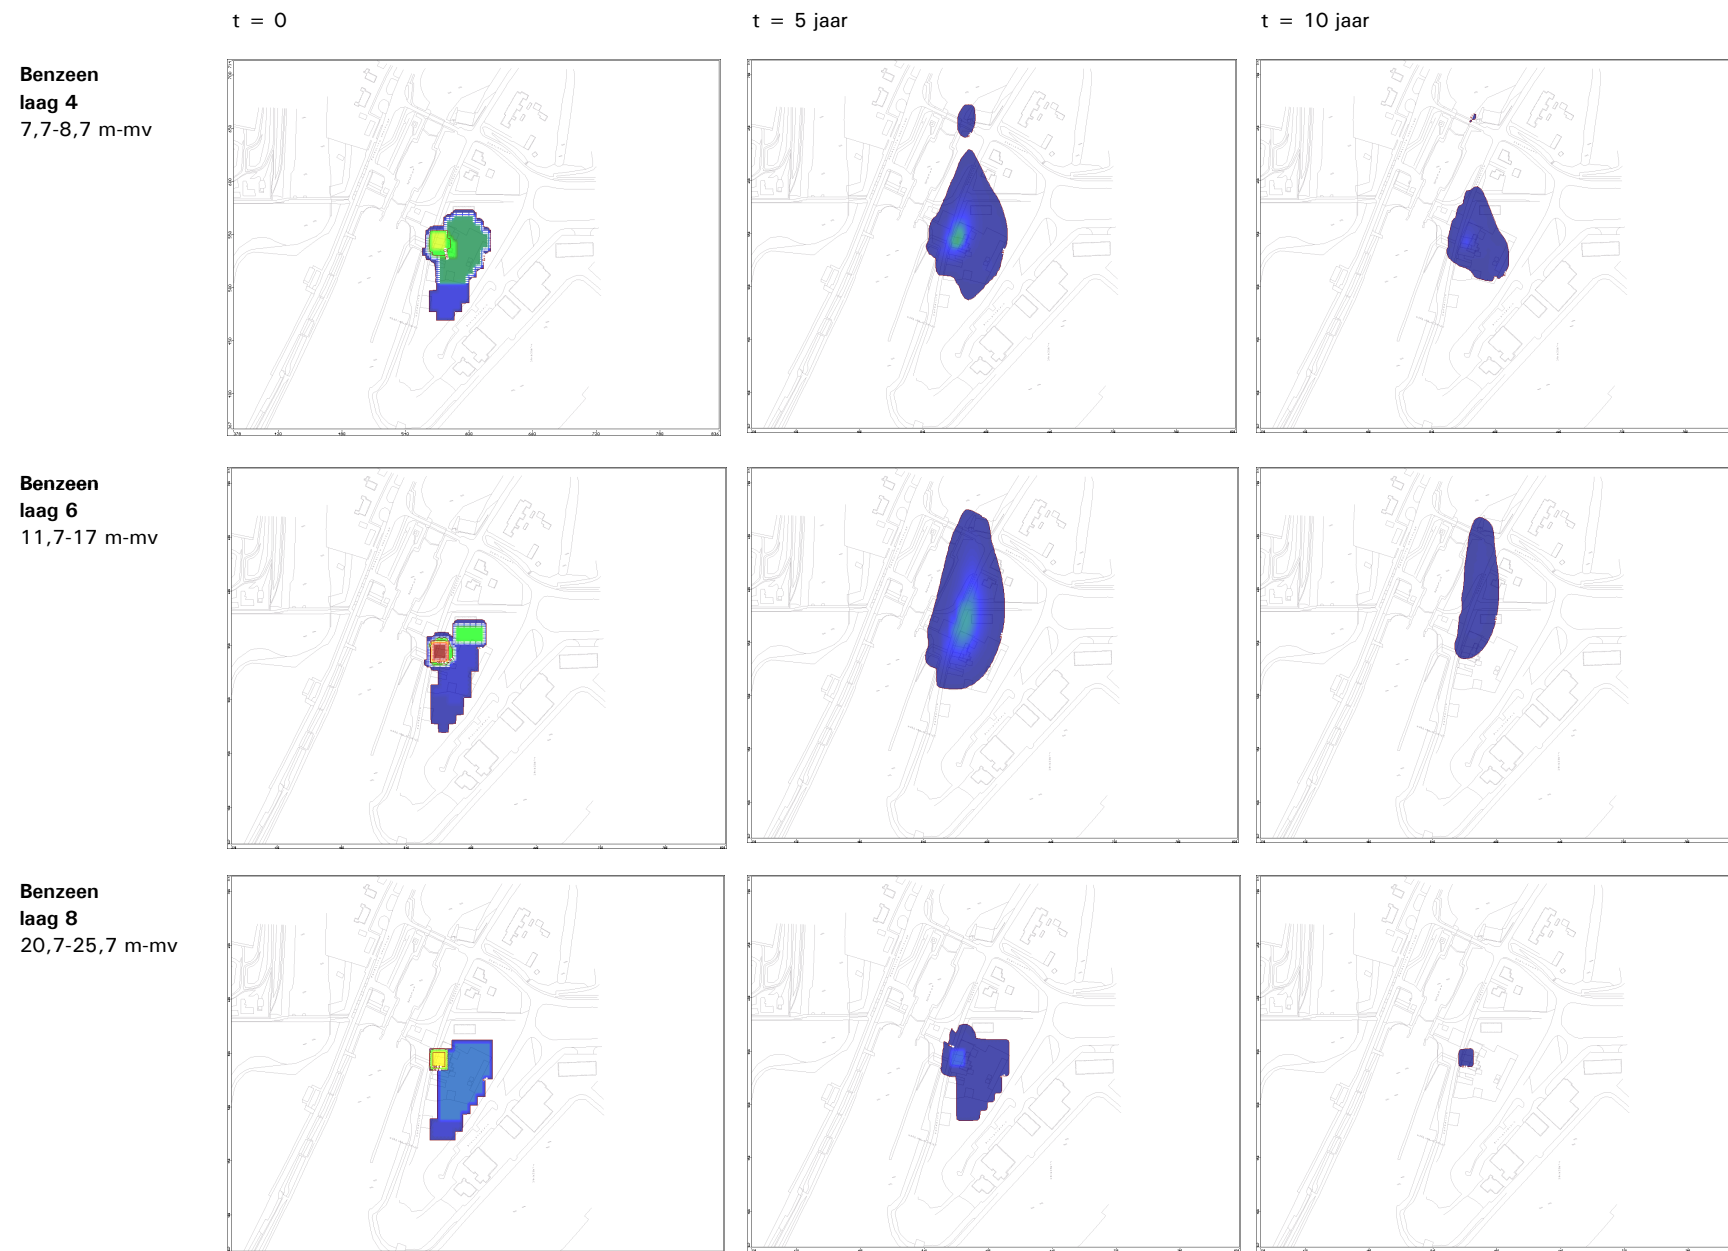 t = 0
t = 5 jaar
t = 10 jaar
Benzeen
laag 4
7,7-8,7 m-mv
Benzeen
laag 6
11,7-17 m-mv
Benzeen
laag 8
20,7-25,7 m-mv